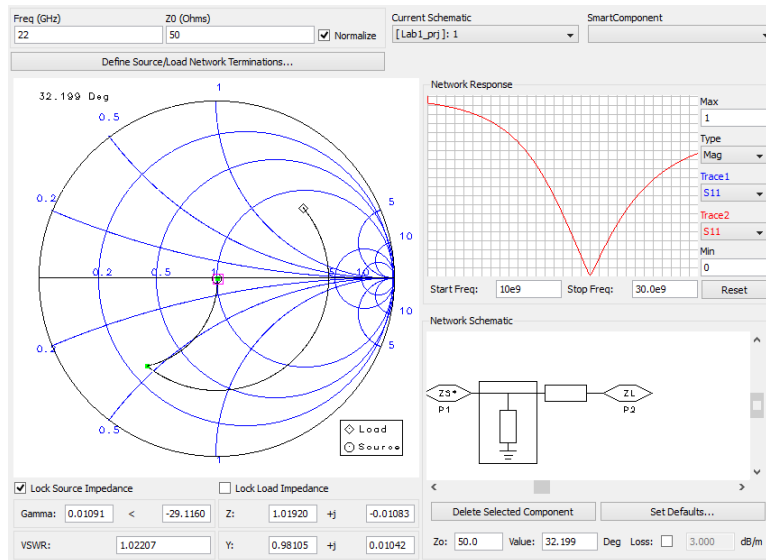 Freq (GHz) Z0 (Ohms)
22 50 Normalize
Define Source/Load Network Terminations...
Current Schematic SmartComponent
[Lab1_prj]: 1
32.199 Deg
1
0.5
0.2 5
10
0.2 0.5 1 5 10
10
0.2 5
0.5
1
Load
Source
Network Response
Max
1
Type
Mag
Trace1
S11
Trace2
S11
Min
0
Start Freq: 10e9 Stop Freq: 30.0e9 Reset
Network Schematic
ZS* ZL
P1 P2
Lock Source Impedance Lock Load Impedance
Gamma: 0.01091 < -29.1160 Z: 1.01920 +j -0.01083
VSWR: 1.02207 Y: 0.98105 +j 0.01042
Delete Selected Component Set Defaults...
Zo: 50.0 Value: 32.199 Deg Loss: 3.000 dB/m